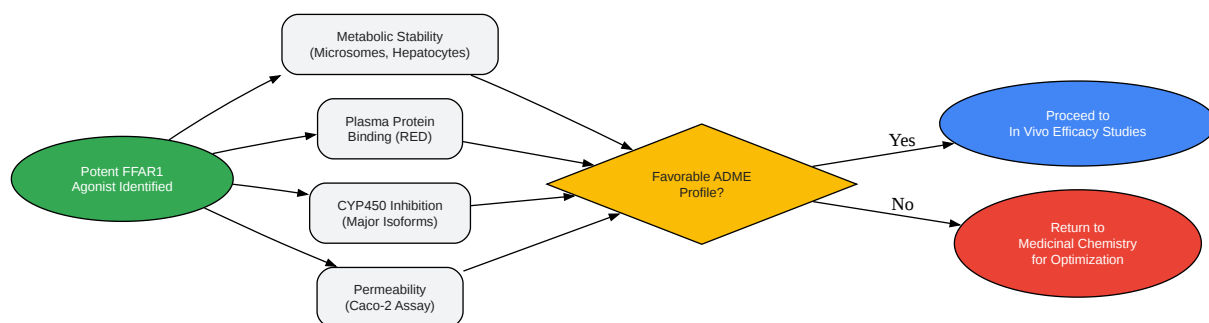 Potent FFAR1
Agonist Identified
Metabolic Stability
(Microsomes, Hepatocytes)
Plasma Protein
Binding (RED)
CYP450 Inhibition
(Major Isoforms)
Permeability
(Caco-2 Assay)
Favorable ADME
Profile?
Yes
No
Proceed to
In Vivo Efficacy Studies
Return to
Medicinal Chemistry
for Optimization